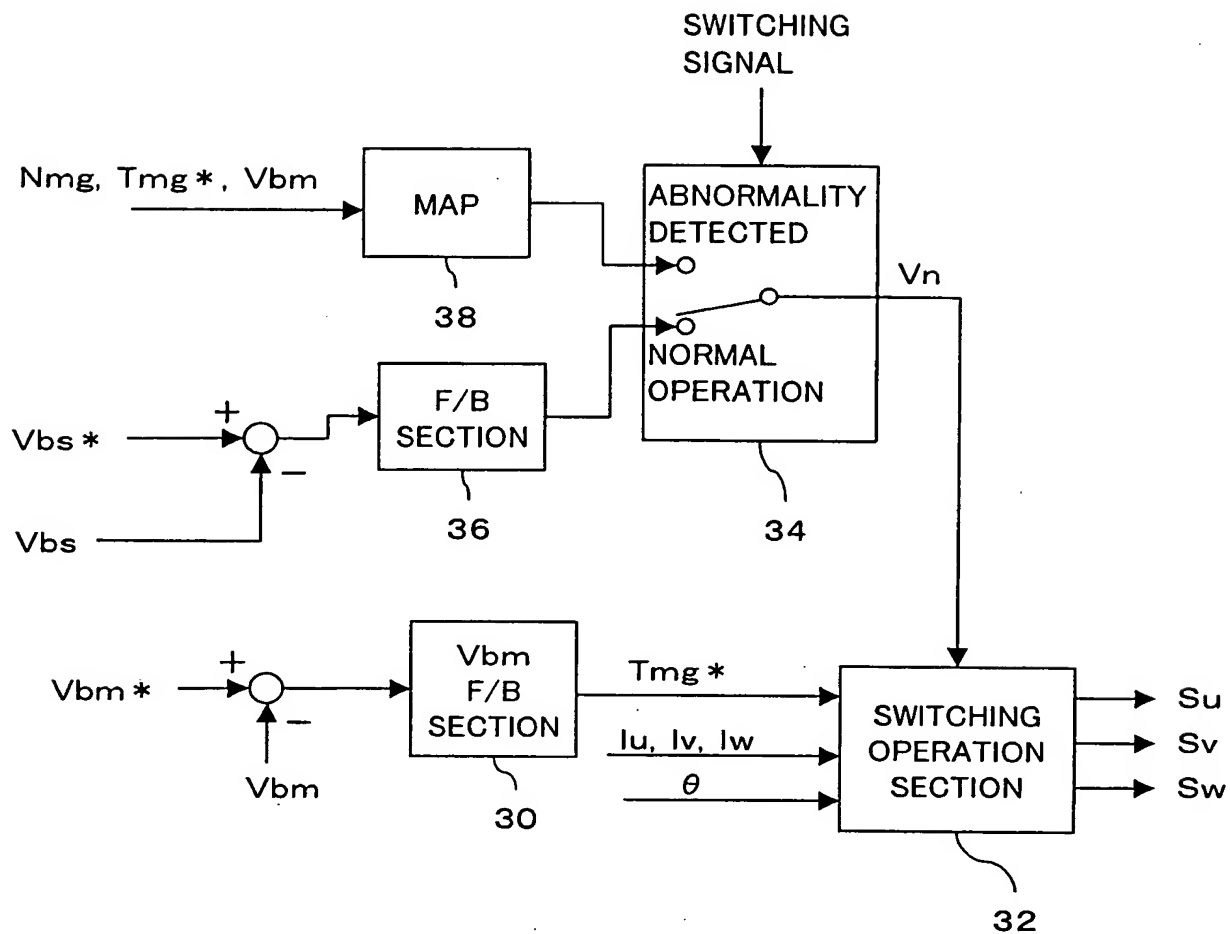 SWITCHING
SIGNAL
Nmg, Tmg*, Vbm
MAP
38
ABNORMALITY
DETECTED
NORMAL
OPERATION
34
Vn
Vbs*
+
−
Vbs
F/B
SECTION
36
Vbm*
+
−
Vbm
Vbm
F/B
SECTION
30
Tmg*
Iu, Iv, Iw
θ
SWITCHING
OPERATION
SECTION
32
Su
Sv
Sw